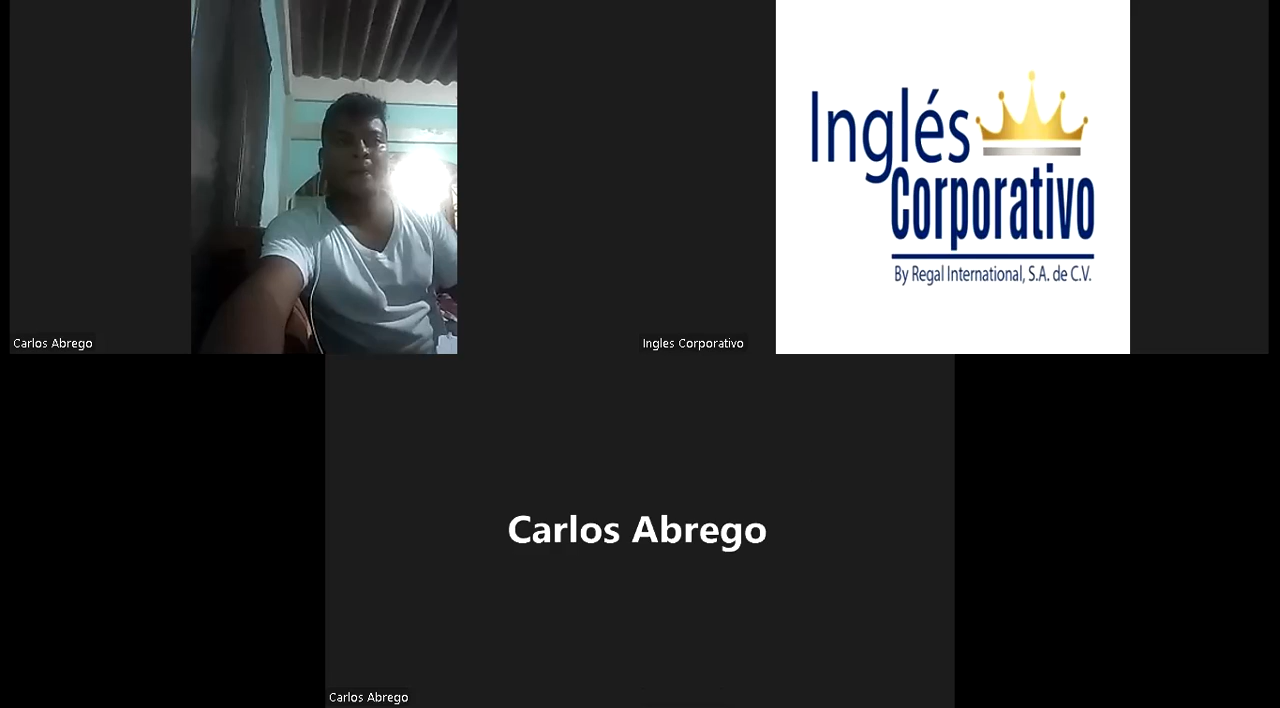 Inglés
Corporativo
By Regal International, S.A. de C.V.
Carlos Abrego
Ingles Corporativo
Carlos Abrego
Carlos Abrego